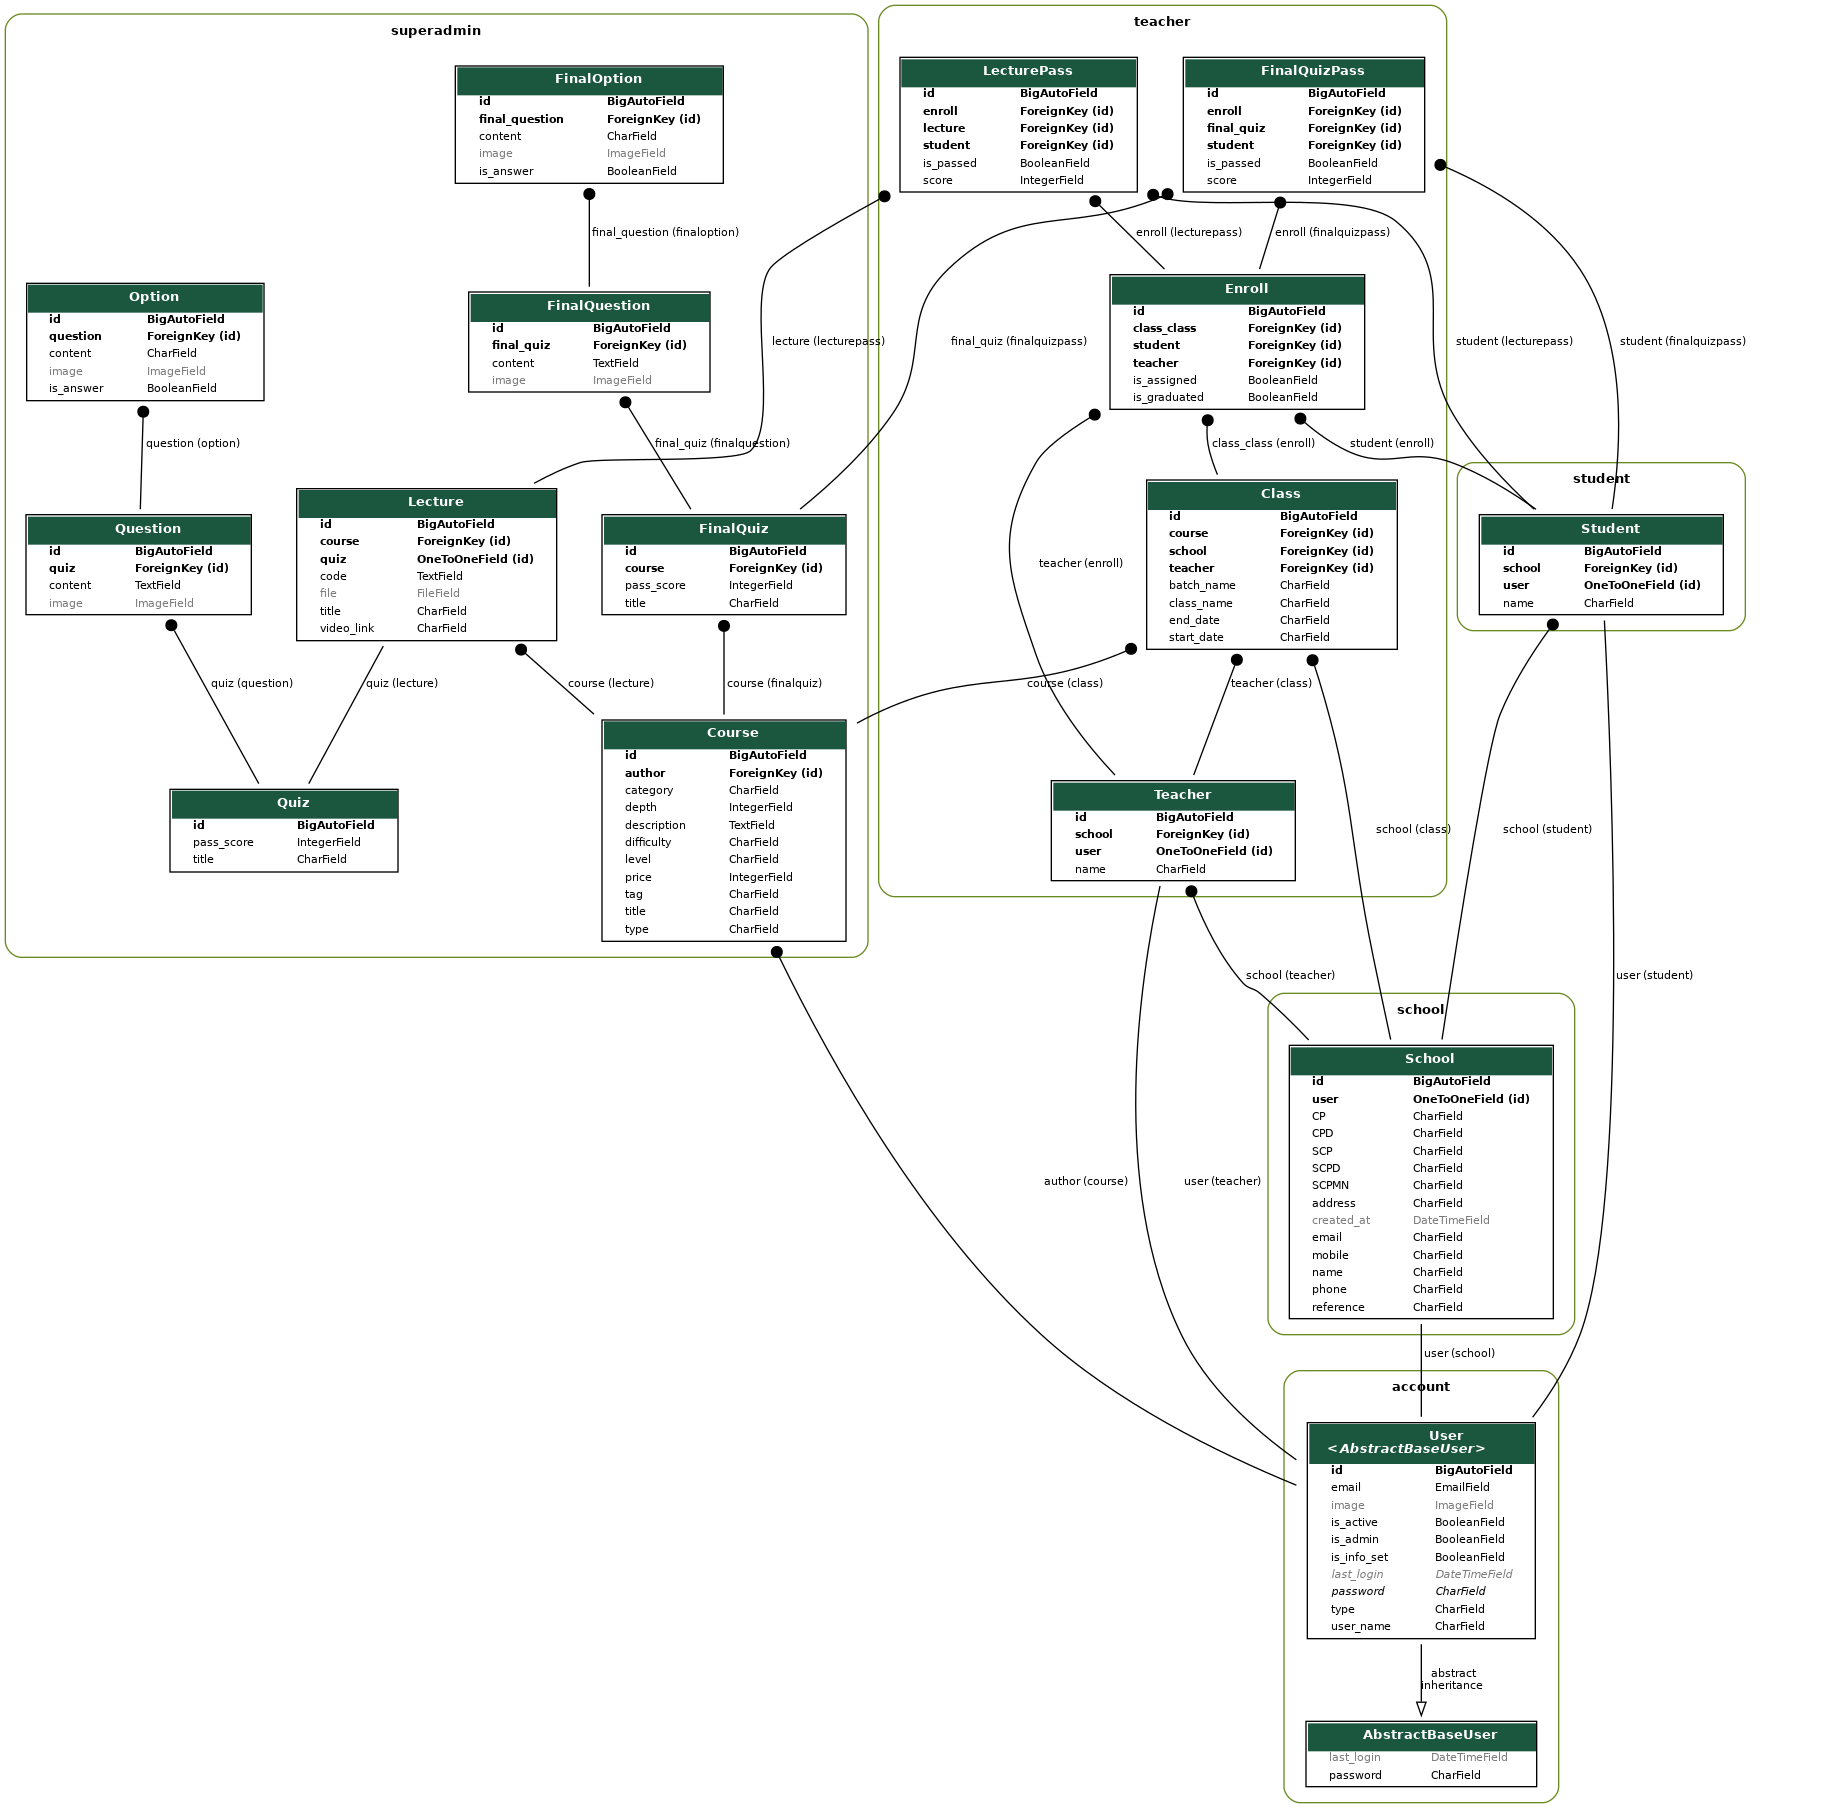 superadmin
FinalOption
id BigAutoField
final_question ForeignKey (id)
content CharField
image ImageField
is_answer BooleanField
final_question (finaloption)
Option
id BigAutoField
question ForeignKey (id)
content CharField
image ImageField
is_answer BooleanField
question (option)
FinalQuestion
id BigAutoField
final_quiz ForeignKey (id)
content TextField
image ImageField
final_quiz (finalquestion)
Question
id BigAutoField
quiz ForeignKey (id)
content TextField
image ImageField
quiz (question)
Lecture
id BigAutoField
course ForeignKey (id)
quiz OneToOneField (id)
code TextField
file FileField
title CharField
video_link CharField
quiz (lecture)
course (lecture)
FinalQuiz
id BigAutoField
course ForeignKey (id)
pass_score IntegerField
title CharField
course (finalquiz)
Quiz
id BigAutoField
pass_score IntegerField
title CharField
Course
id BigAutoField
author ForeignKey (id)
category CharField
depth IntegerField
description TextField
difficulty CharField
level CharField
price IntegerField
tag CharField
title CharField
type CharField
teacher
LecturePass
id BigAutoField
enroll ForeignKey (id)
lecture ForeignKey (id)
student ForeignKey (id)
is_passed BooleanField
score IntegerField
FinalQuizPass
id BigAutoField
enroll ForeignKey (id)
final_quiz ForeignKey (id)
student ForeignKey (id)
is_passed BooleanField
score IntegerField
enroll (lecturepass)
enroll (finalquizpass)
lecture (lecturepass)
final_quiz (finalquizpass)
student (lecturepass)
student (finalquizpass)
Enroll
id BigAutoField
class_class ForeignKey (id)
student ForeignKey (id)
teacher ForeignKey (id)
is_assigned BooleanField
is_graduated BooleanField
class_class (enroll)
student (enroll)
teacher (enroll)
Class
id BigAutoField
course ForeignKey (id)
school ForeignKey (id)
teacher ForeignKey (id)
batch_name CharField
class_name CharField
end_date CharField
start_date CharField
course (class)
teacher (class)
school (class)
Teacher
id BigAutoField
school ForeignKey (id)
user OneToOneField (id)
name CharField
student
Student
id BigAutoField
school ForeignKey (id)
user OneToOneField (id)
name CharField
school (student)
school (teacher)
user (student)
author (course)
user (teacher)
school
School
id BigAutoField
user OneToOneField (id)
CP CharField
CPD CharField
SCP CharField
SCPD CharField
SCPMN CharField
address CharField
created_at DateTimeField
email CharField
mobile CharField
name CharField
phone CharField
reference CharField
user (school)
account
User
<AbstractBaseUser>
id BigAutoField
email EmailField
image ImageField
is_active BooleanField
is_admin BooleanField
is_info_set BooleanField
last_login DateTimeField
password CharField
type CharField
user_name CharField
abstract
inheritance
AbstractBaseUser
last_login DateTimeField
password CharField